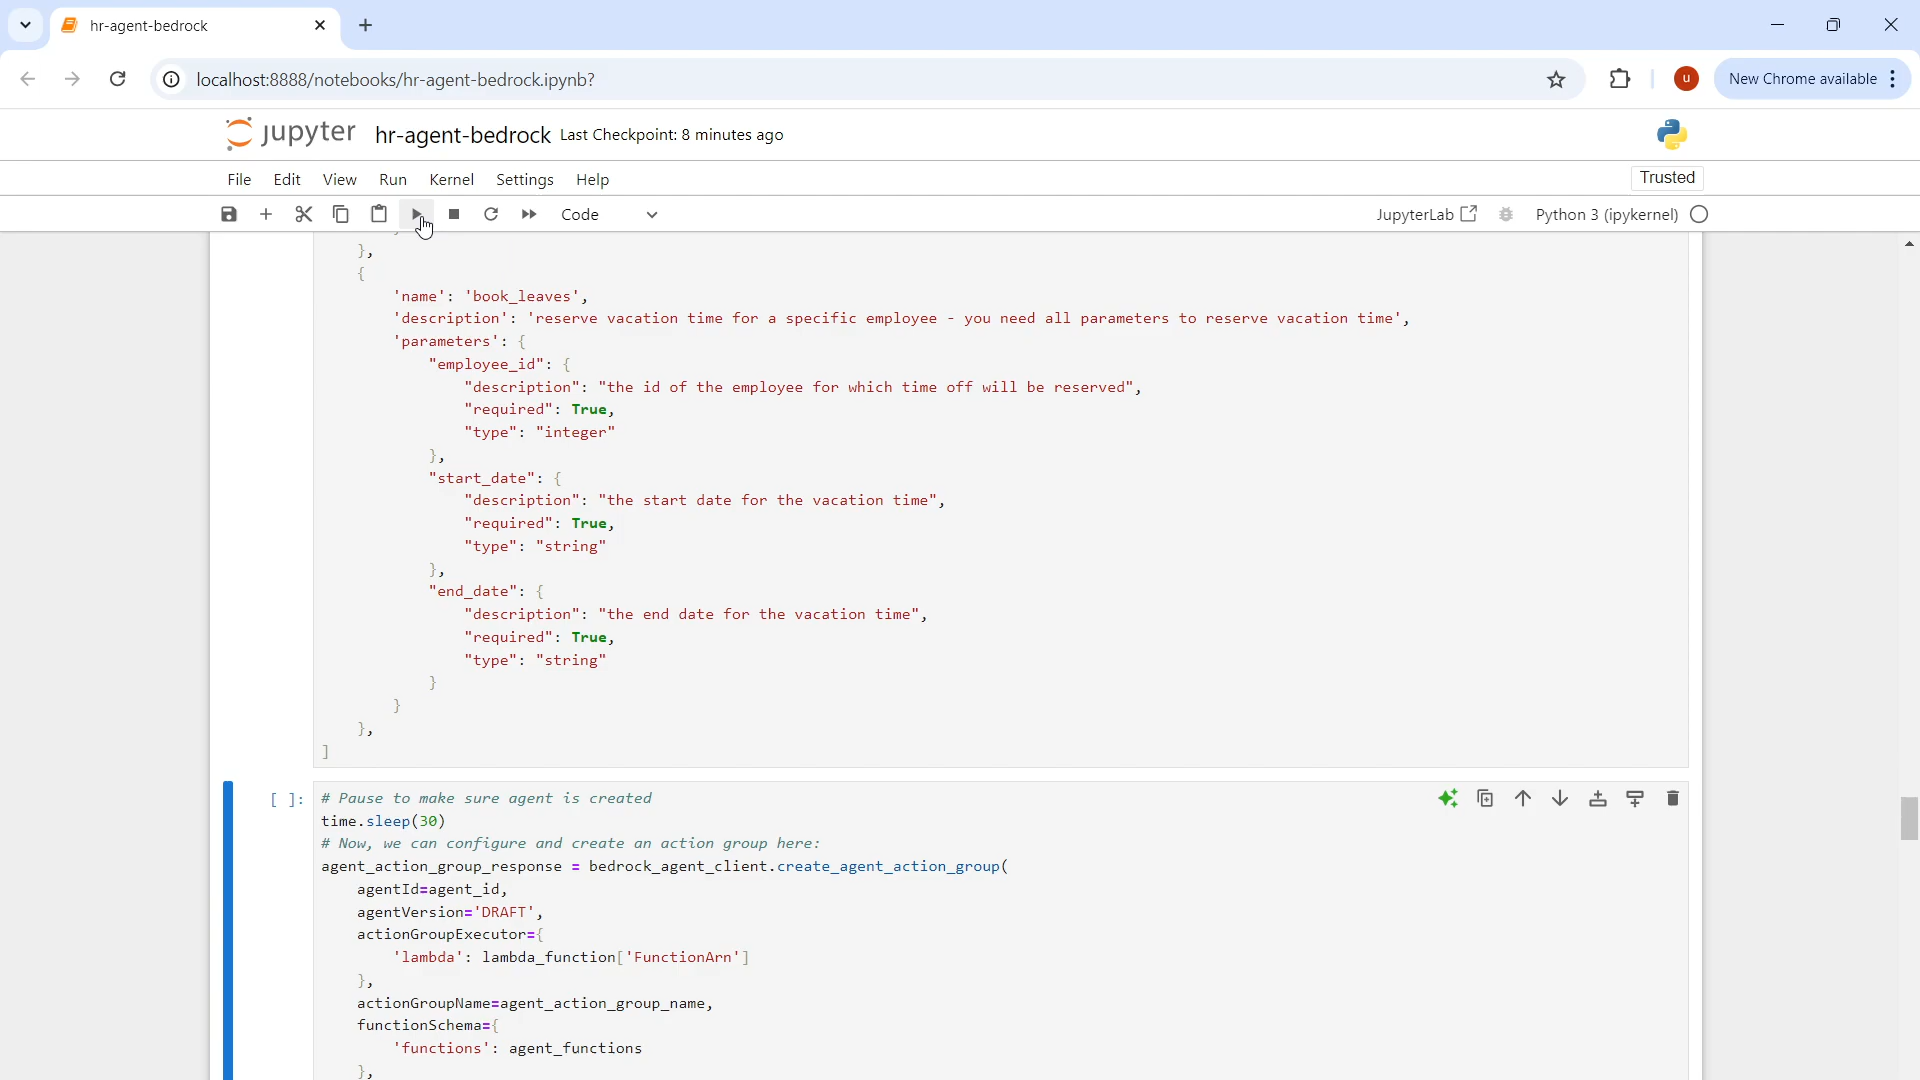 hr-agent-bedrock
localhost:8888/notebooks/hr-agent-bedrock.ipynb?
u
New Chrome available
jupyter
hr-agent-bedrock Last Checkpoint: 8 minutes ago
File Edit View Run Kernel Settings Help
Trusted
Code
JupyterLab
Python 3 (ipykernel)
},
{
'name': 'book_leaves',
'description': 'reserve vacation time for a specific employee - you need all parameters to reserve vacation time',
'parameters': {
"employee_id": {
"description": "the id of the employee for which time off will be reserved",
"required": True,
"type": "integer"
},
"start_date": {
"description": "the start date for the vacation time",
"required": True,
"type": "string"
},
"end_date": {
"description": "the end date for the vacation time",
"required": True,
"type": "string"
}
}
},
]
[ ]:
# Pause to make sure agent is created
time.sleep(30)
# Now, we can configure and create an action group here:
agent_action_group_response = bedrock_agent_client.create_agent_action_group(
agentId=agent_id,
agentVersion='DRAFT',
actionGroupExecutor={
'lambda': lambda_function['FunctionArn']
},
actionGroupName=agent_action_group_name,
functionSchema={
'functions': agent_functions
},